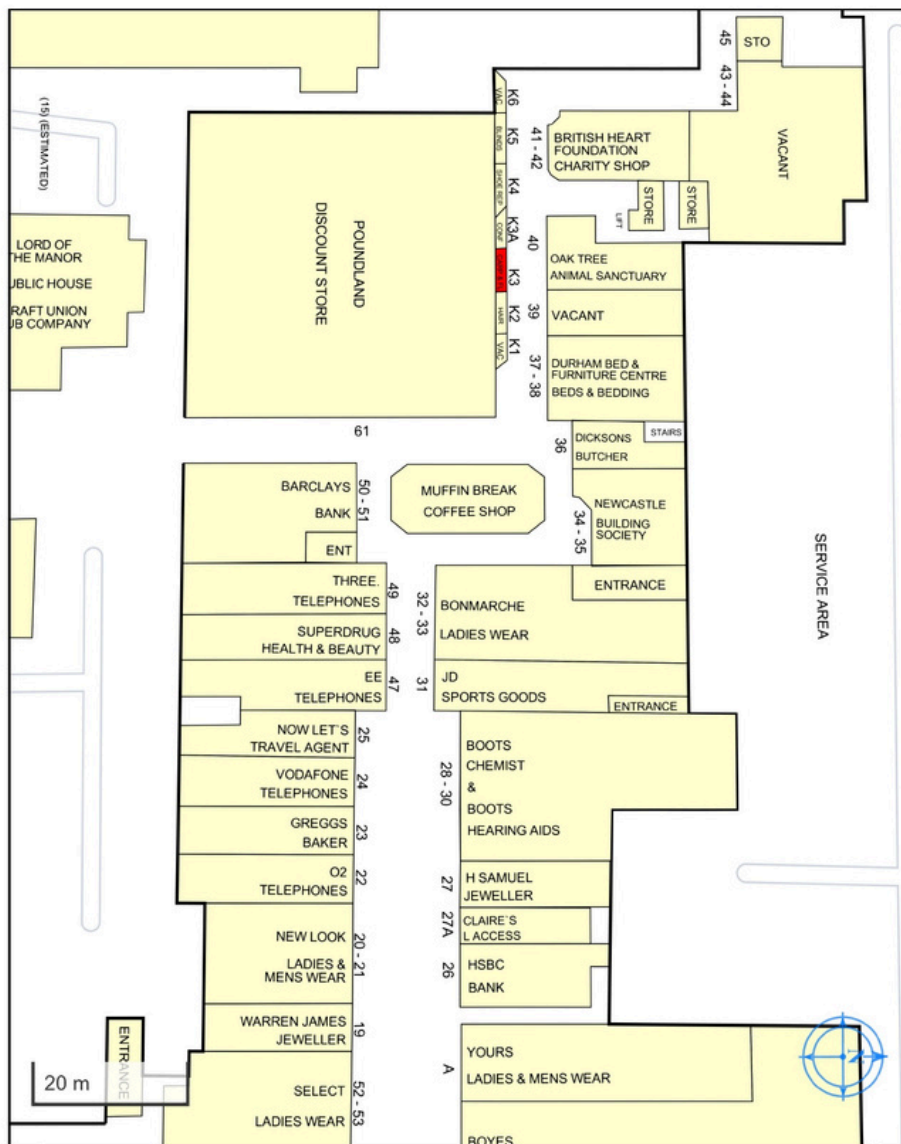 45
STO
43 - 44
VACANT
K6
VAC
K5
BLINDS
K4
SHOE REP
K3A
CONF
K3
K2
HAIR
K1
VAC
41 - 42
BRITISH HEART
FOUNDATION
CHARITY SHOP
STORE
STORE
LIFT
(15) (ESTIMATED)
LORD OF
THE MANOR
UBLIC HOUSE
RAFT UNION
UB COMPANY
POUNDLAND
DISCOUNT STORE
40
OAK TREE
ANIMAL SANCTUARY
39
VACANT
37 - 38
DURHAM BED &
FURNITURE CENTRE
BEDS & BEDDING
61
36
DICKSONS
BUTCHER
STAIRS
BARCLAYS
BANK
50 - 51
ENT
MUFFIN BREAK
COFFEE SHOP
34 - 35
NEWCASTLE
BUILDING
SOCIETY
SERVICE AREA
THREE.
TELEPHONES
49
32 - 33
ENTRANCE
BONMARCHE
LADIES WEAR
SUPERDRUG
HEALTH & BEAUTY
48
EE
TELEPHONES
47
31
JD
SPORTS GOODS
ENTRANCE
NOW LET`S
TRAVEL AGENT
25
28 - 30
BOOTS
CHEMIST
&
BOOTS
HEARING AIDS
VODAFONE
TELEPHONES
24
GREGGS
BAKER
23
O2
TELEPHONES
22
27
H SAMUEL
JEWELLER
27A
CLAIRE`S
L ACCESS
NEW LOOK
LADIES &
MENS WEAR
20 - 21
26
HSBC
BANK
WARREN JAMES
JEWELLER
19
ENTRANCE
A
YOURS
LADIES & MENS WEAR
N
20 m
SELECT
LADIES WEAR
52 - 53
BOYES